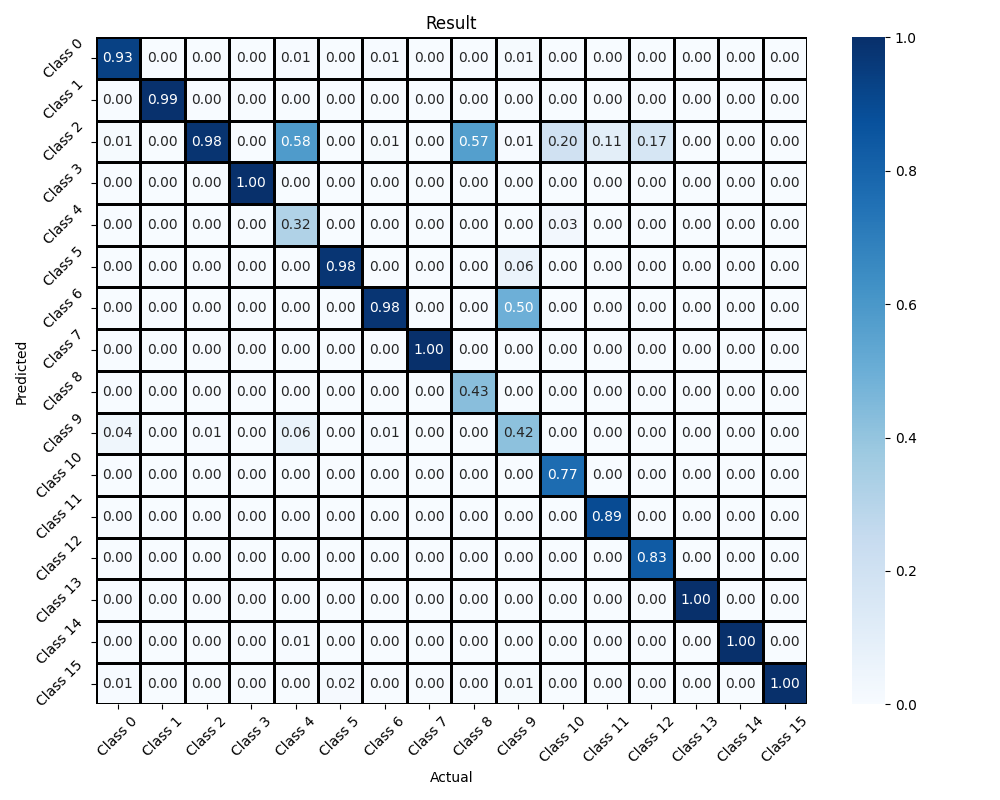 Result
Class 0 0.93 0.00 0.00 0.00 0.01 0.00 0.01 0.00 0.00 0.01 0.00 0.00 0.00 0.00 0.00 0.00
Class 1 0.00 0.99 0.00 0.00 0.00 0.00 0.00 0.00 0.00 0.00 0.00 0.00 0.00 0.00 0.00 0.00
Class 2 0.01 0.00 0.98 0.00 0.58 0.00 0.01 0.00 0.57 0.01 0.20 0.11 0.17 0.00 0.00 0.00
Class 3 0.00 0.00 0.00 1.00 0.00 0.00 0.00 0.00 0.00 0.00 0.00 0.00 0.00 0.00 0.00 0.00
Class 4 0.00 0.00 0.00 0.00 0.32 0.00 0.00 0.00 0.00 0.00 0.03 0.00 0.00 0.00 0.00 0.00
Class 5 0.00 0.00 0.00 0.00 0.00 0.98 0.00 0.00 0.00 0.06 0.00 0.00 0.00 0.00 0.00 0.00
Class 6 0.00 0.00 0.00 0.00 0.00 0.00 0.98 0.00 0.00 0.50 0.00 0.00 0.00 0.00 0.00 0.00
Class 7 0.00 0.00 0.00 0.00 0.00 0.00 0.00 1.00 0.00 0.00 0.00 0.00 0.00 0.00 0.00 0.00
Class 8 0.00 0.00 0.00 0.00 0.00 0.00 0.00 0.00 0.43 0.00 0.00 0.00 0.00 0.00 0.00 0.00
Class 9 0.04 0.00 0.01 0.00 0.06 0.00 0.01 0.00 0.00 0.42 0.00 0.00 0.00 0.00 0.00 0.00
Class 10 0.00 0.00 0.00 0.00 0.00 0.00 0.00 0.00 0.00 0.00 0.77 0.00 0.00 0.00 0.00 0.00
Class 11 0.00 0.00 0.00 0.00 0.00 0.00 0.00 0.00 0.00 0.00 0.00 0.89 0.00 0.00 0.00 0.00
Class 12 0.00 0.00 0.00 0.00 0.00 0.00 0.00 0.00 0.00 0.00 0.00 0.00 0.83 0.00 0.00 0.00
Class 13 0.00 0.00 0.00 0.00 0.00 0.00 0.00 0.00 0.00 0.00 0.00 0.00 0.00 1.00 0.00 0.00
Class 14 0.00 0.00 0.00 0.00 0.01 0.00 0.00 0.00 0.00 0.00 0.00 0.00 0.00 0.00 1.00 0.00
Class 15 0.01 0.00 0.00 0.00 0.00 0.02 0.00 0.00 0.00 0.01 0.00 0.00 0.00 0.00 0.00 1.00
Class 0 Class 1 Class 2 Class 3 Class 4 Class 5 Class 6 Class 7 Class 8 Class 9 Class 10 Class 11 Class 12 Class 13 Class 14 Class 15
Actual
Predicted
1.0
0.8
0.6
0.4
0.2
0.0